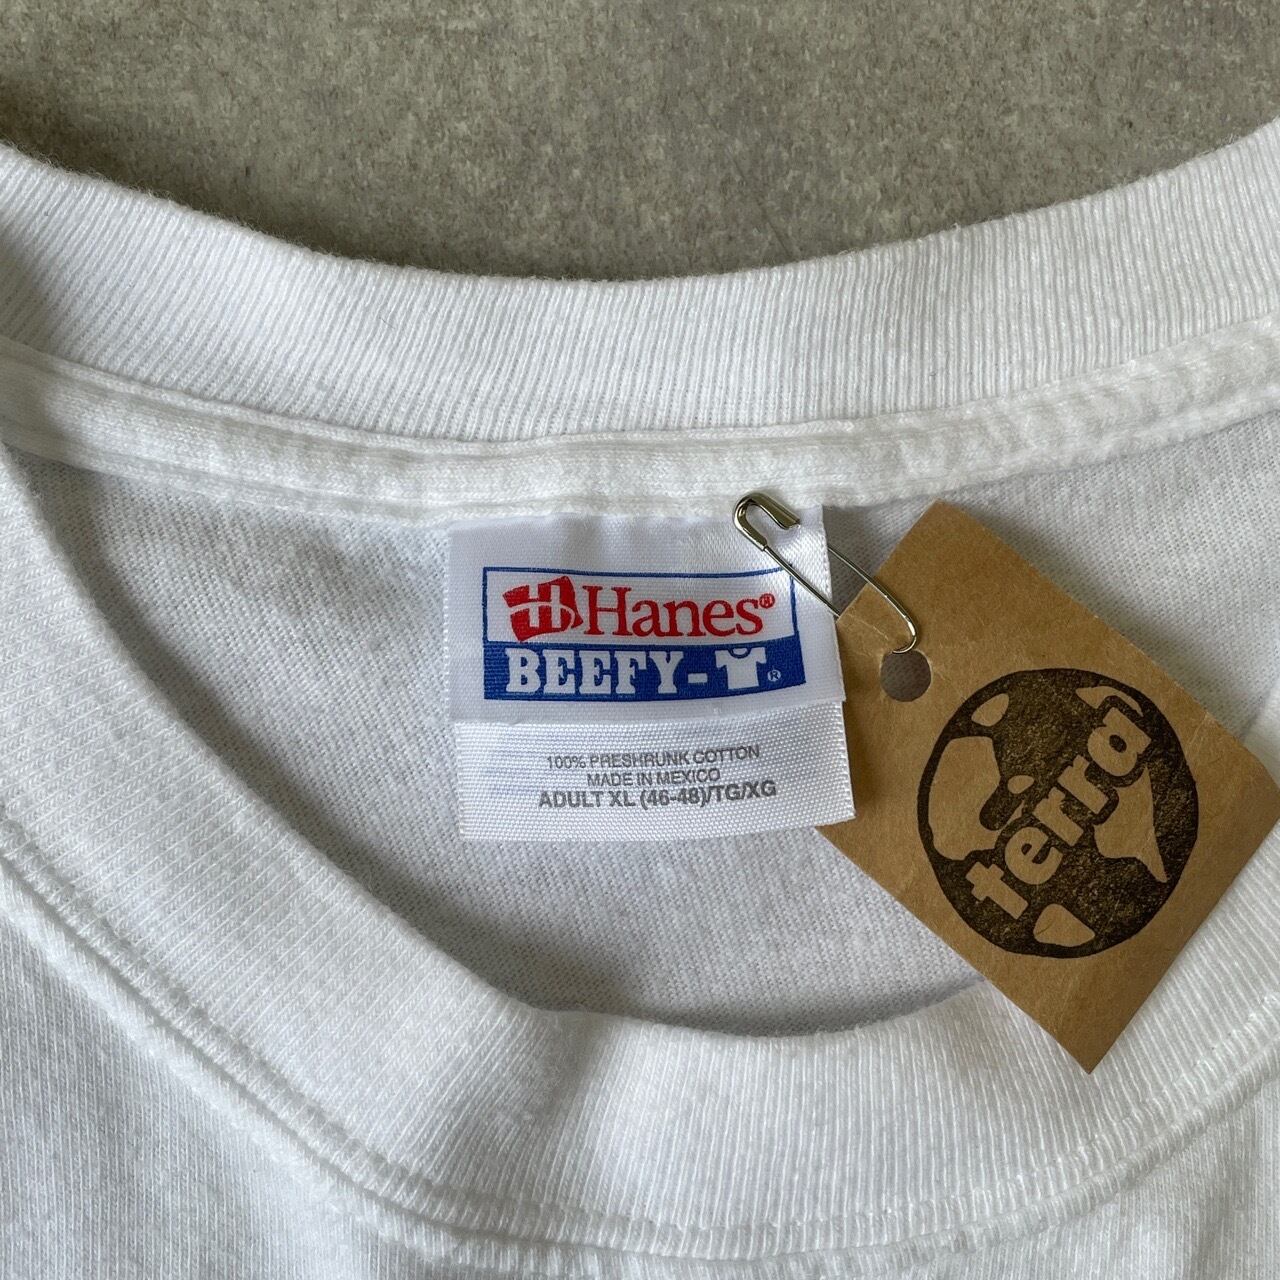 Hanes®
BEEFY-T®
100% PRESHRUNK COTTON
MADE IN MEXICO
ADULT XL (46-48)/TG/XG
terra